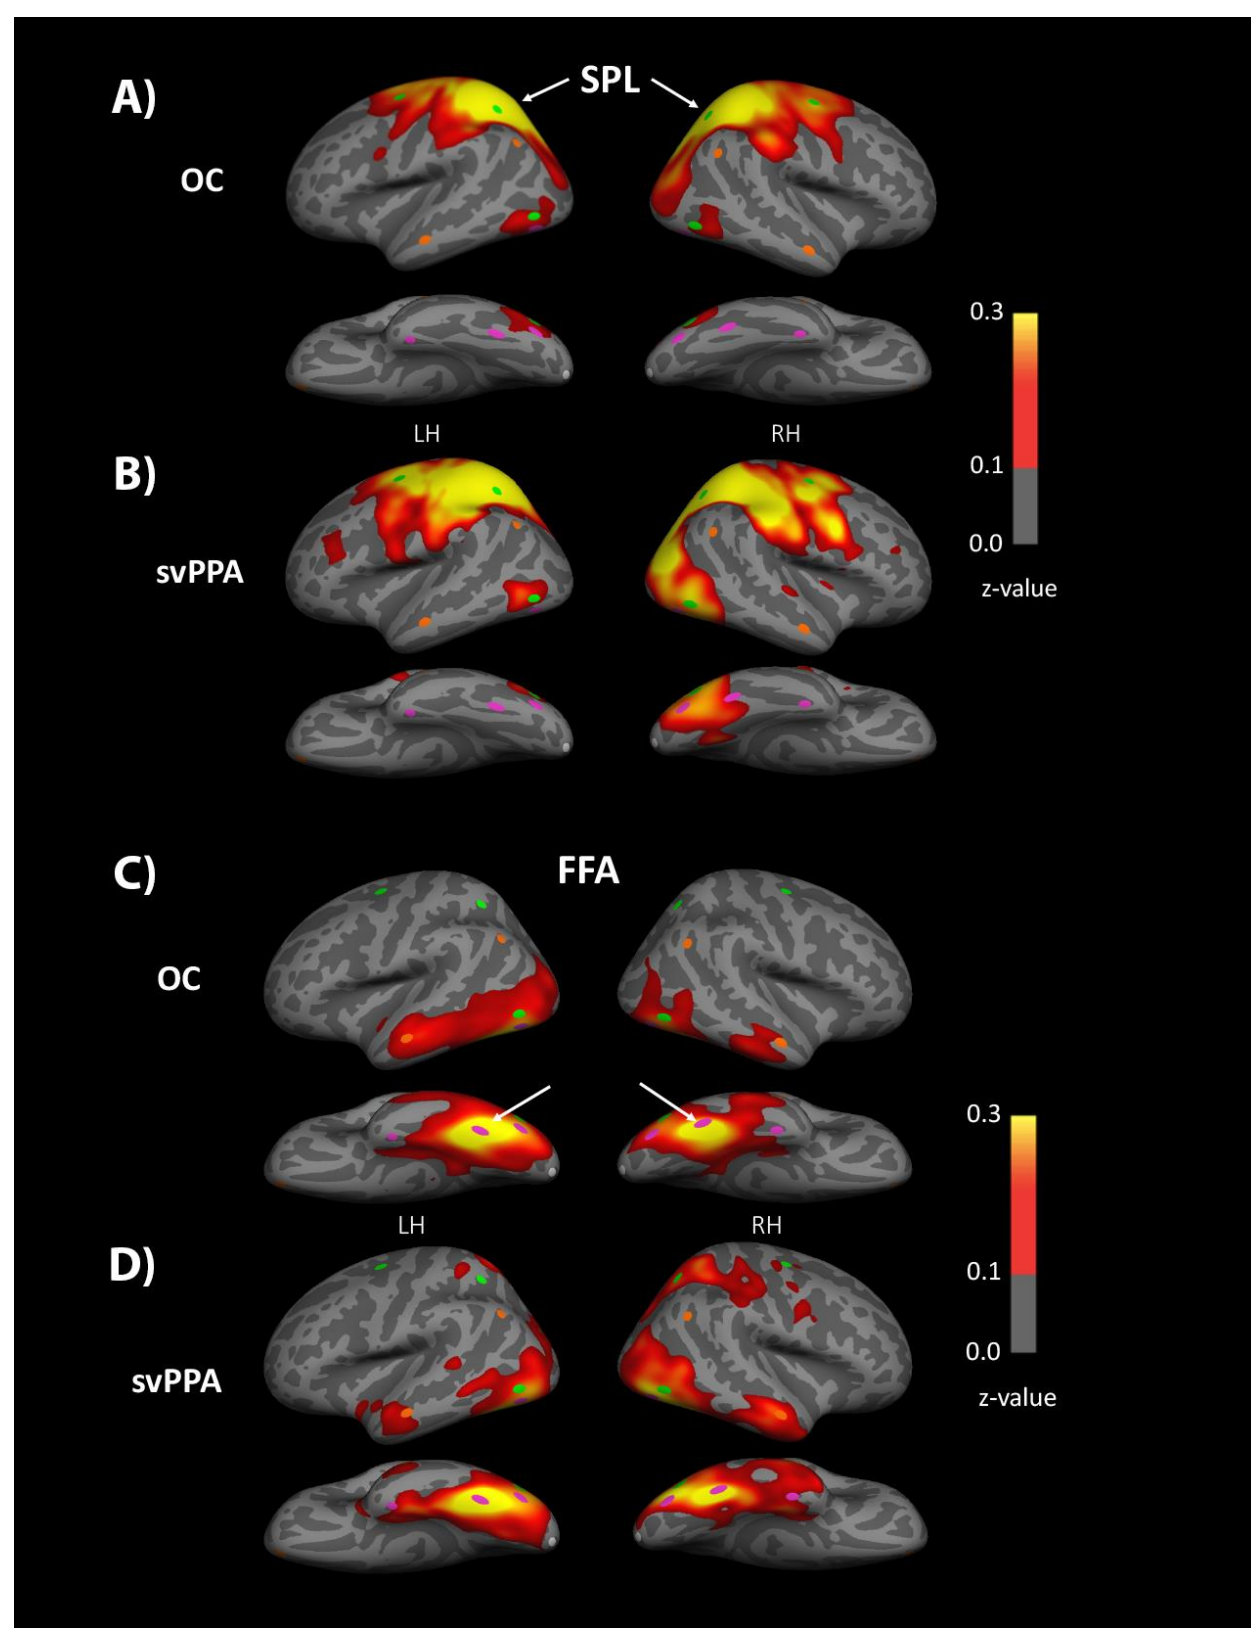 A)
SPL
OC
0.3
LH
RH
0.1
B)
0.0
svPPA
z-value
C)
FFA
OC
0.3
LH
RH
D)
0.1
0.0
svPPA
z-value